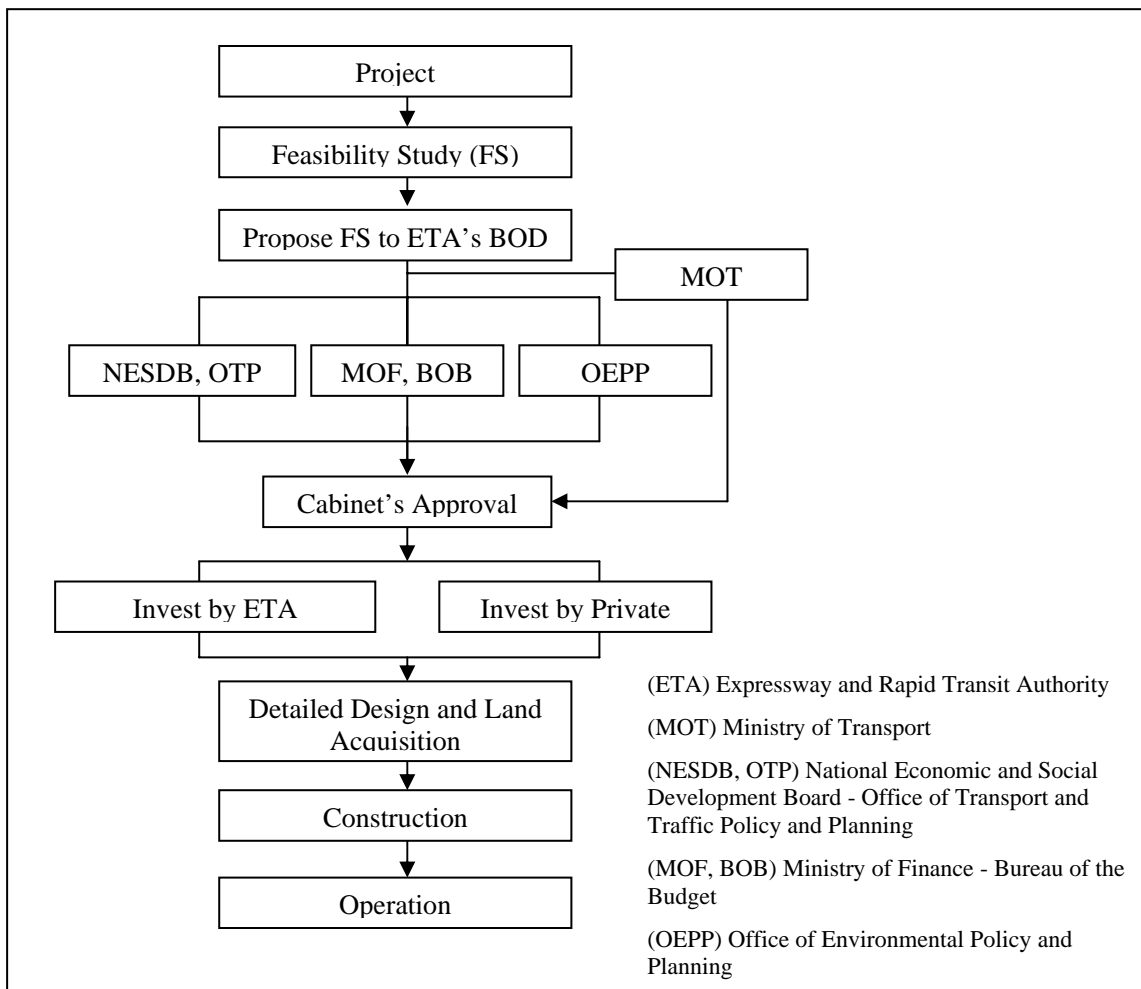 Project
Feasibility Study (FS)
Propose FS to ETA’s BOD
MOT
NESDB, OTP
MOF, BOB
OEPP
Cabinet’s Approval
Invest by ETA
Invest by Private
Detailed Design and Land
Acquisition
Construction
Operation
(ETA) Expressway and Rapid Transit Authority
(MOT) Ministry of Transport
(NESDB, OTP) National Economic and Social
Development Board - Office of Transport and
Traffic Policy and Planning
(MOF, BOB) Ministry of Finance - Bureau of the
Budget
(OEPP) Office of Environmental Policy and
Planning